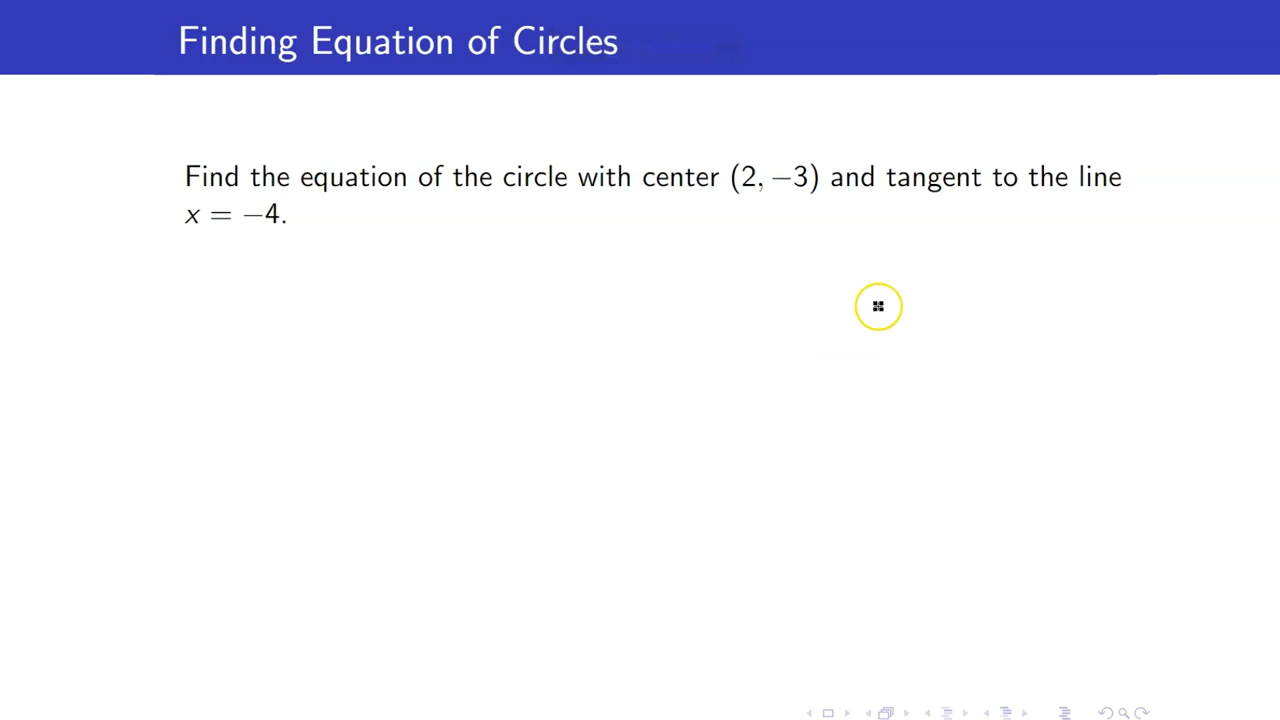 Finding Equation of Circles
Find the equation of the circle with center (2, −3) and tangent to the line
x = −4.